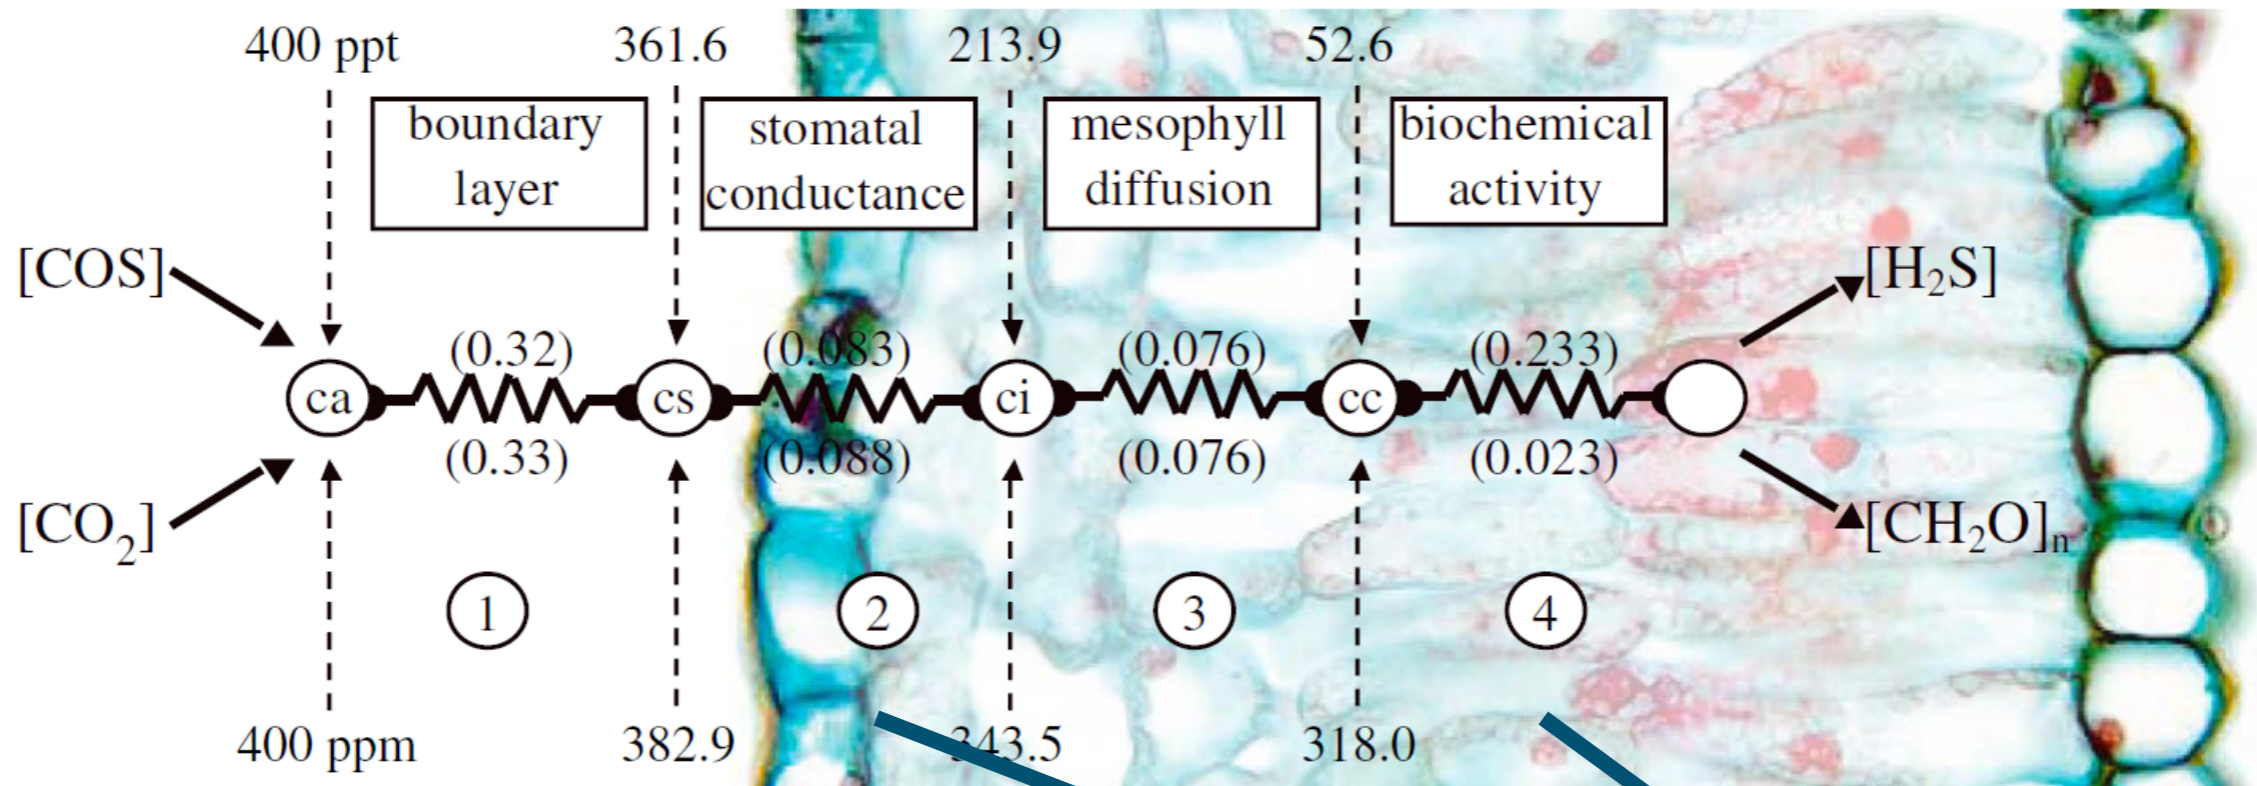 400 ppt 361.6 213.9 52.6
boundary
layer
stomatal
conductance
mesophyll
diffusion
biochemical
activity
[COS] [H₂S]
(0.32) (0.083) (0.076) (0.233)
ca cs ci cc
(0.33) (0.088) (0.076) (0.023)
[CO₂] [CH₂O]ₙ
1 2 3 4
400 ppm 382.9 343.5 318.0